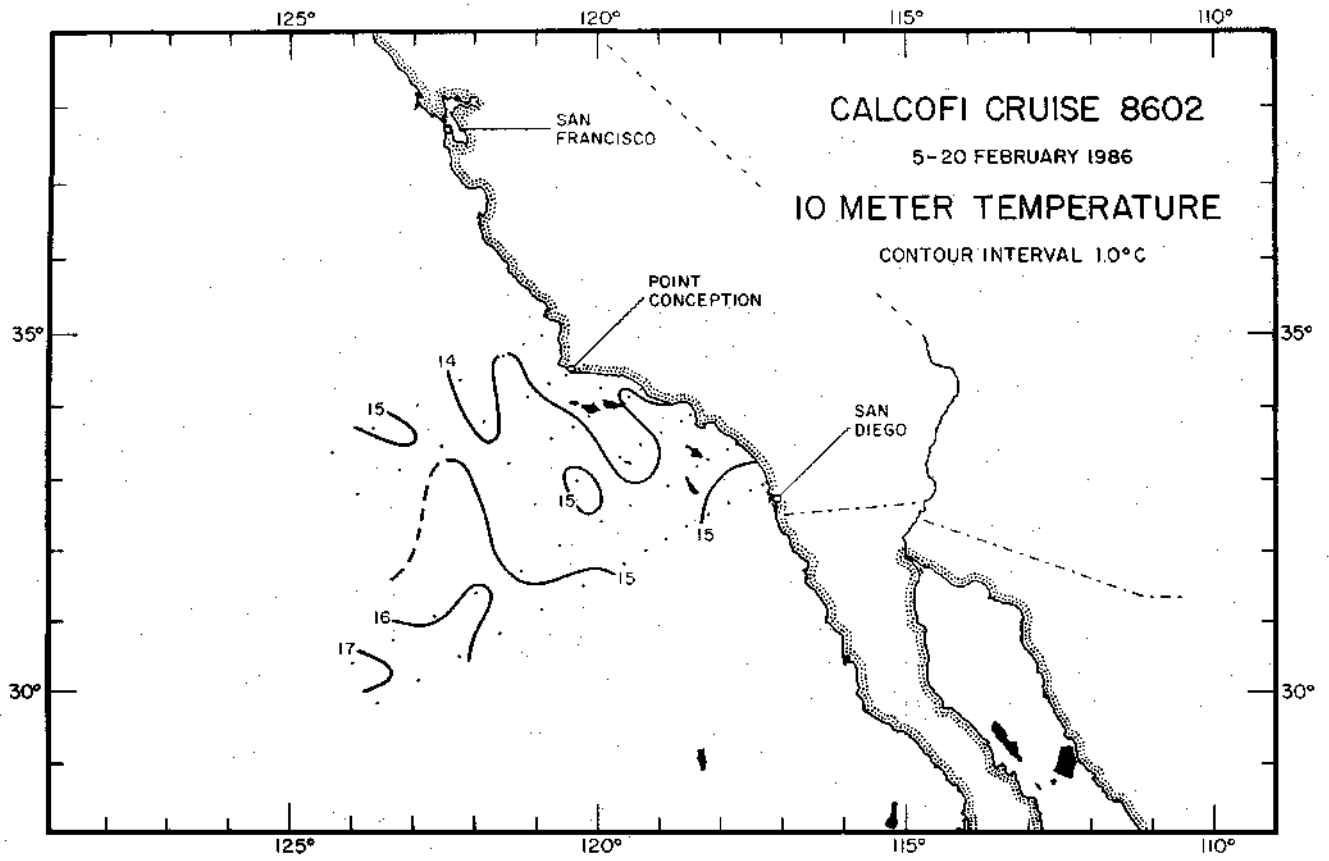 125°
120°
115°
110°
CALCOFI CRUISE 8602
5-20 FEBRUARY 1986
10 METER TEMPERATURE
CONTOUR INTERVAL 1.0°C
SAN
FRANCISCO
POINT
CONCEPTION
35°
35°
14
15
SAN
DIEGO
15
15
15
16
17
30°
30°
125°
120°
115°
110°